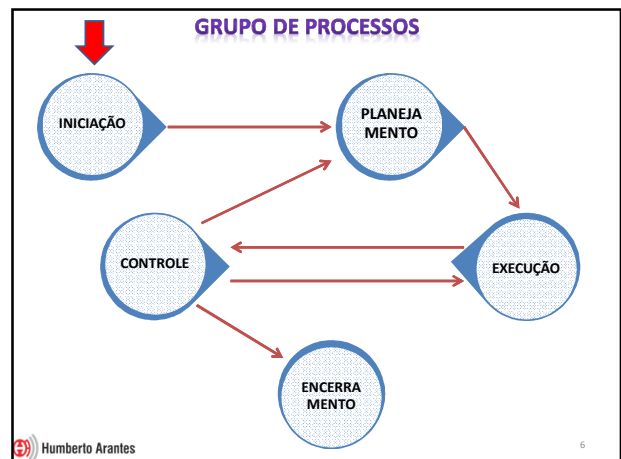 GRUPO DE PROCESSOS
INICIAÇÃO
PLANEJA
MENTO
CONTROLE
EXECUÇÃO
ENCERRA
MENTO
Humberto Arantes
6